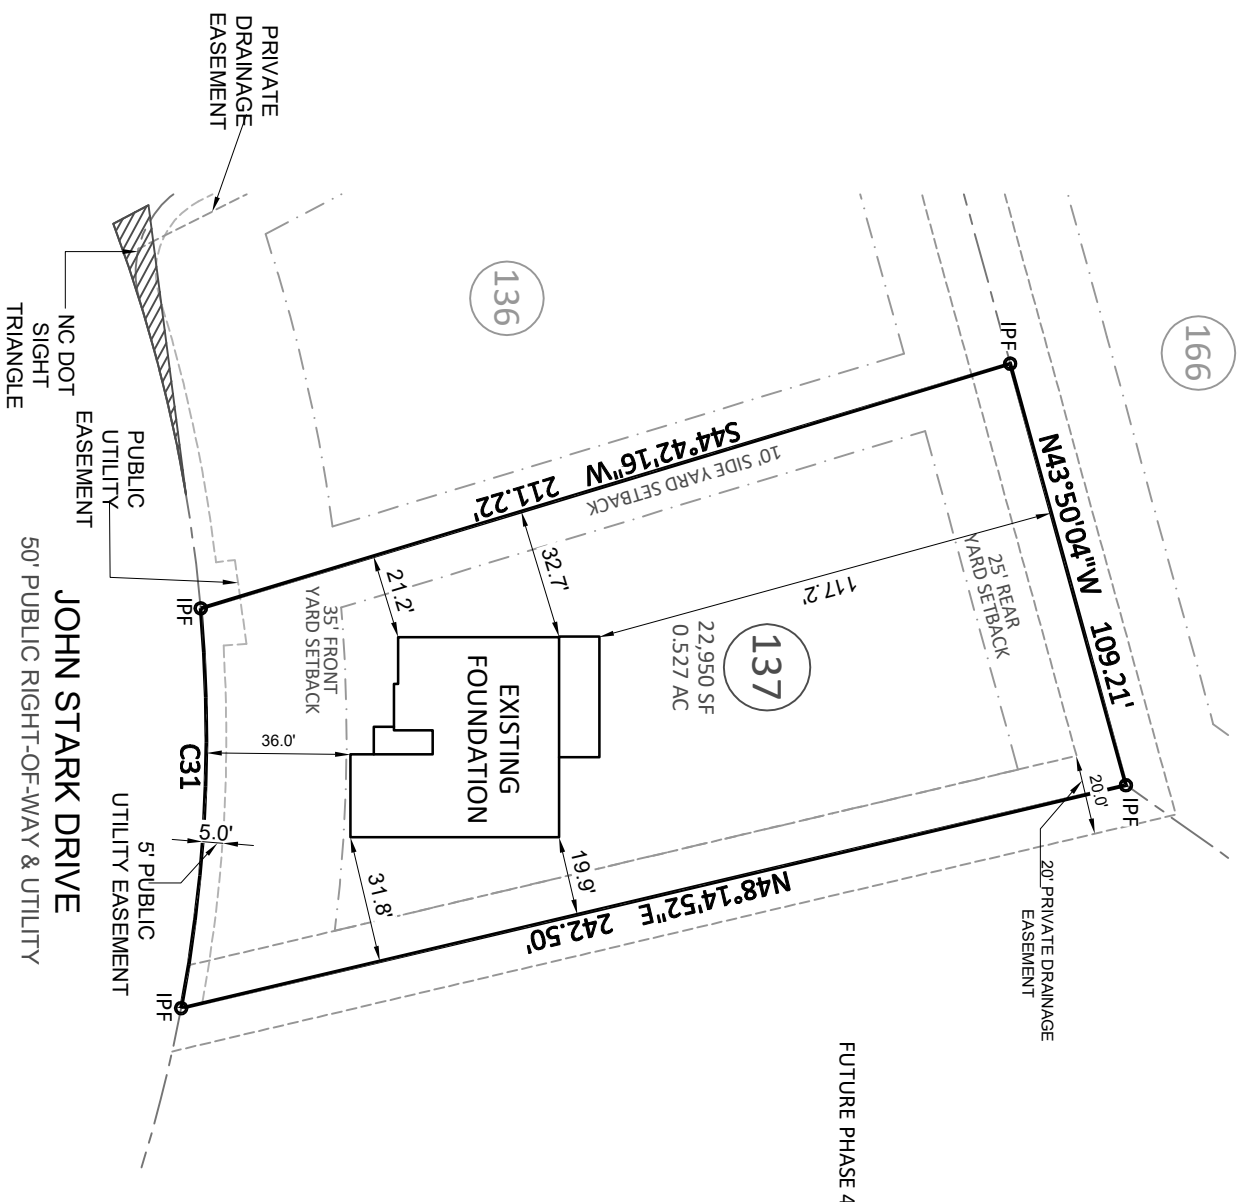 PRIVATE
DRAINAGE
EASEMENT
NC DOT
SIGHT
TRIANGLE
PUBLIC
UTILITY
EASEMENT
136
166
IPF
N43°50'04"W 109.21'
S44°42'16"W 211.22'
10' SIDE YARD SETBACK
25' REAR
YARD SETBACK
117.2'
32.7'
21.2'
137
22,950 SF
0.527 AC
35' FRONT
YARD SETBACK
EXISTING
FOUNDATION
IPF
36.0'
C31
5.0'
5' PUBLIC
UTILITY EASEMENT
19.9'
31.8'
N48°14'52"E 242.50'
20.0'
IPF
20' PRIVATE DRAINAGE
EASEMENT
IPF
JOHN STARK DRIVE
50' PUBLIC RIGHT-OF-WAY & UTILITY
FUTURE PHASE 4